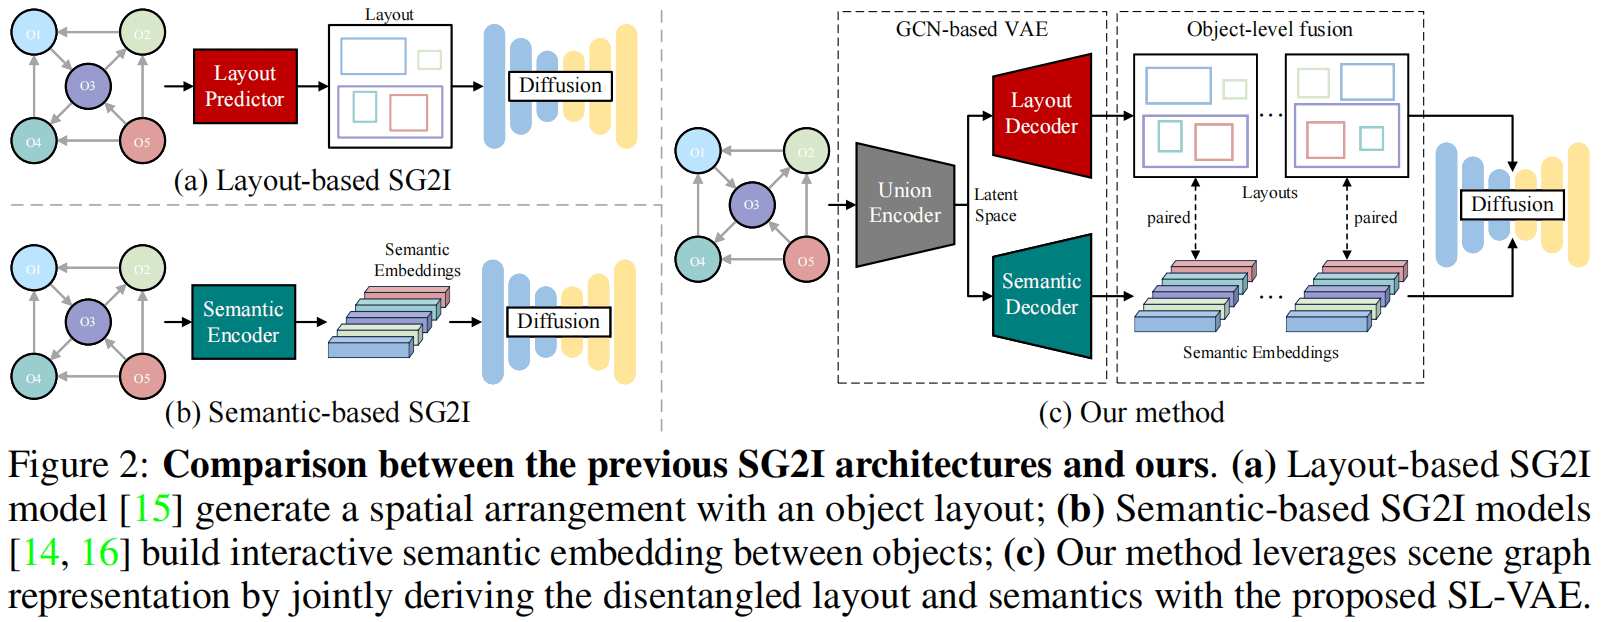 O1
O2
O3
O4
O5
Layout
Predictor
Layout
Diffusion
(a) Layout-based SG2I
O1
O2
O3
O4
O5
Semantic
Encoder
Semantic
Embeddings
Diffusion
(b) Semantic-based SG2I
O1
O2
O3
O4
O5
GCN-based VAE
Union
Encoder
Latent
Space
Layout
Decoder
Semantic
Decoder
Object-level fusion
...
Layouts
paired
paired
...
Semantic Embeddings
Diffusion
(c) Our method
Figure 2: Comparison between the previous SG2I architectures and ours. (a) Layout-based SG2I
model [15] generate a spatial arrangement with an object layout; (b) Semantic-based SG2I models
[14, 16] build interactive semantic embedding between objects; (c) Our method leverages scene graph
representation by jointly deriving the disentangled layout and semantics with the proposed SL-VAE.